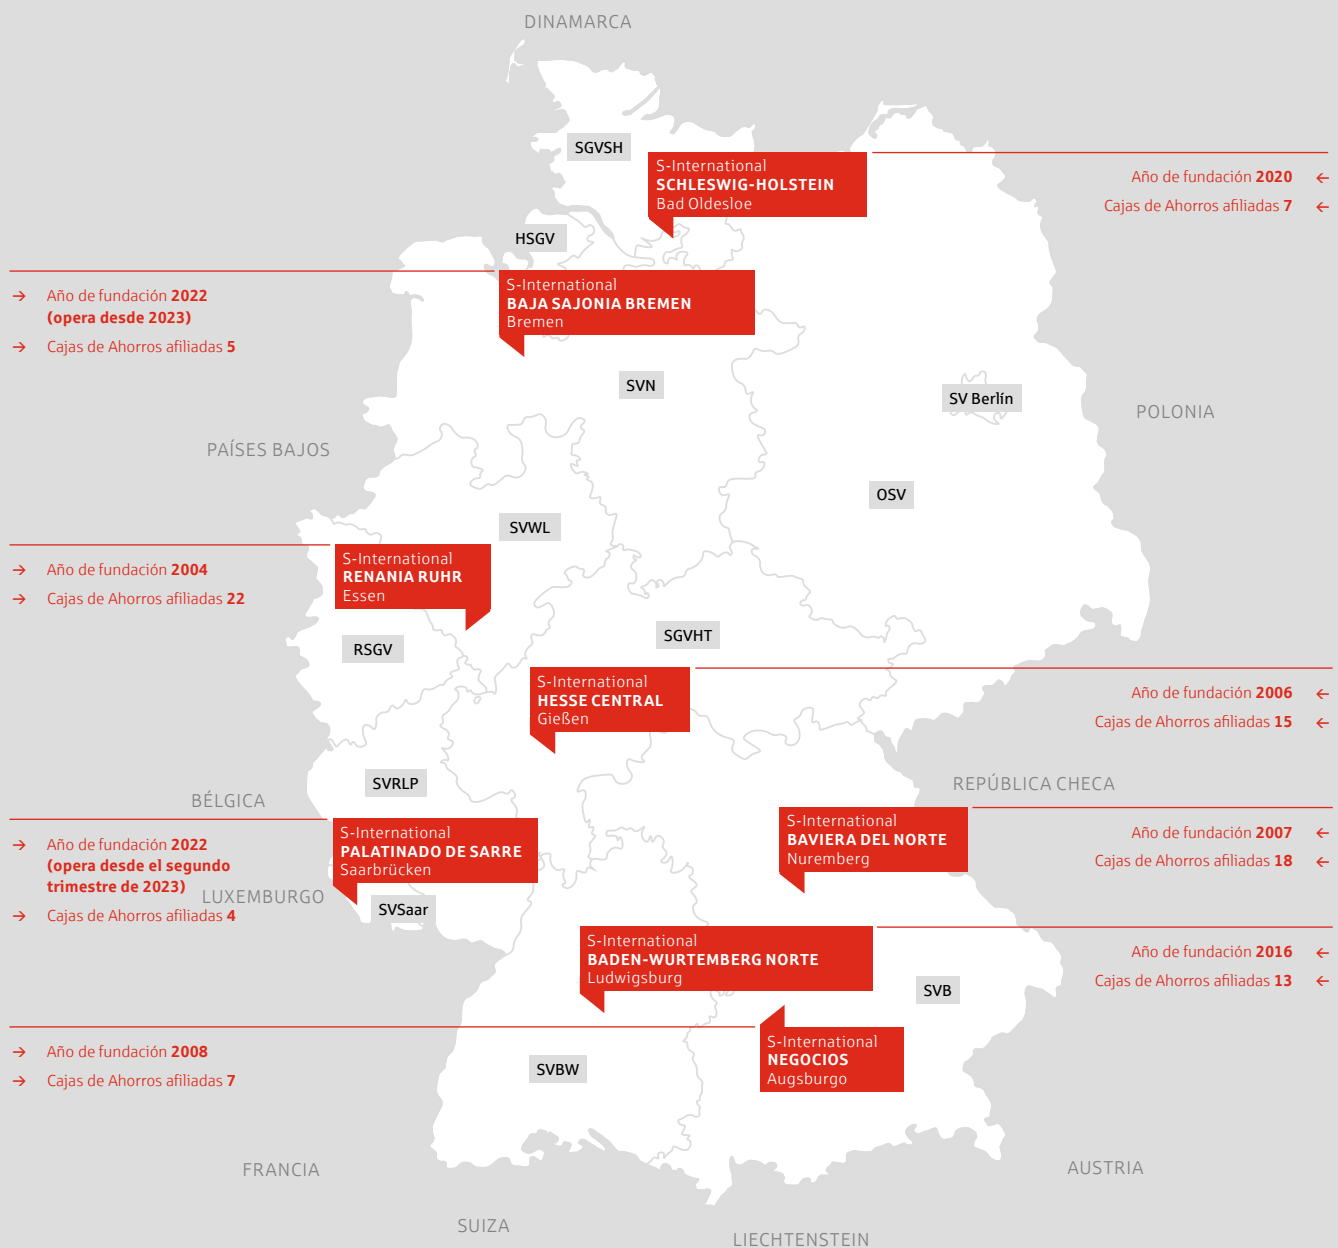 DINAMARCA
SGVSH
S-International
SCHLESWIG-HOLSTEIN
Bad Oldesloe
Año de fundación 2020 ←
Cajas de Ahorros afiliadas 7 ←
HSGV
S-International
BAJA SAJONIA BREMEN
Bremen
→ Año de fundación 2022
(opera desde 2023)
→ Cajas de Ahorros afiliadas 5
SVN
SV Berlín
POLONIA
PAÍSES BAJOS
OSV
SVWL
S-International
RENANIA RUHR
Essen
→ Año de fundación 2004
→ Cajas de Ahorros afiliadas 22
RSGV
SGVHT
S-International
HESSE CENTRAL
Gießen
Año de fundación 2006 ←
Cajas de Ahorros afiliadas 15 ←
SVRLP
REPÚBLICA CHECA
BÉLGICA
S-International
PALATINADO DE SARRE
Saarbrücken
→ Año de fundación 2022
(opera desde el segundo
trimestre de 2023)
→ Cajas de Ahorros afiliadas 4
LUXEMBURGO
SVSaar
S-International
BAVIERA DEL NORTE
Nuremberg
Año de fundación 2007 ←
Cajas de Ahorros afiliadas 18 ←
S-International
BADEN-WURTEMBERG NORTE
Ludwigsburg
Año de fundación 2016 ←
Cajas de Ahorros afiliadas 13 ←
SVB
S-International
NEGOCIOS
Augsburgo
→ Año de fundación 2008
→ Cajas de Ahorros afiliadas 7
SVBW
FRANCIA
AUSTRIA
SUIZA
LIECHTENSTEIN